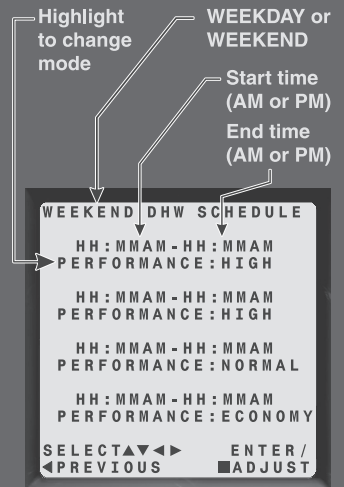 Highlight
to change
mode
WEEKDAY or
WEEKEND
Start time
(AM or PM)
End time
(AM or PM)
WEEKEND DHW SCHEDULE
HH:MMAM-HH:MMAM
PERFORMANCE:HIGH
HH:MMAM-HH:MMAM
PERFORMANCE:HIGH
HH:MMAM-HH:MMAM
PERFORMANCE:NORMAL
HH:MMAM-HH:MMAM
PERFORMANCE:ECONOMY
SELECT▲▼◀▶ ENTER/
◀PREVIOUS ■ADJUST